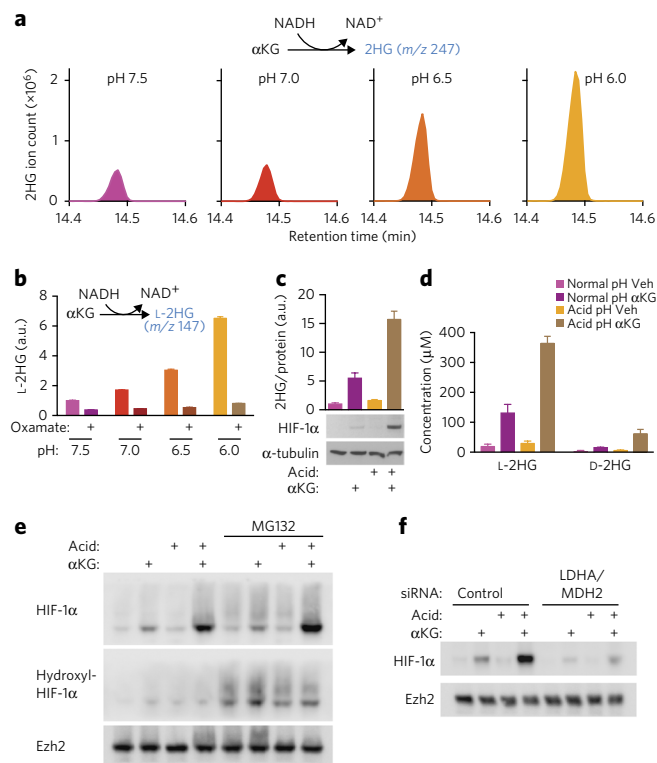 a
NADH NAD⁺
αKG 2HG (m/z 247)
pH 7.5 pH 7.0 pH 6.5 pH 6.0
2HG ion count (×10⁶)
2
1
0
14.4 14.5 14.6 14.4 14.5 14.6 14.4 14.5 14.6 14.4 14.5 14.6
Retention time (min)
b
NADH NAD⁺
αKG L-2HG
(m/z 147)
L-2HG (a.u.)
8
6
4
2
0
Oxamate: + + + +
pH: 7.5 7.0 6.5 6.0
c
2HG/protein (a.u.)
20
15
10
5
0
HIF-1α
α-tubulin
Acid: + +
αKG: + +
d
Normal pH Veh
Normal pH αKG
Acid pH Veh
Acid pH αKG
Concentration (μM)
400
300
200
100
0
L-2HG D-2HG
e
MG132
Acid: + + + +
αKG: + + + +
HIF-1α
Hydroxyl-
HIF-1α
Ezh2
f
LDHA/
siRNA: Control MDH2
Acid: + + + +
αKG: + + + +
HIF-1α
Ezh2